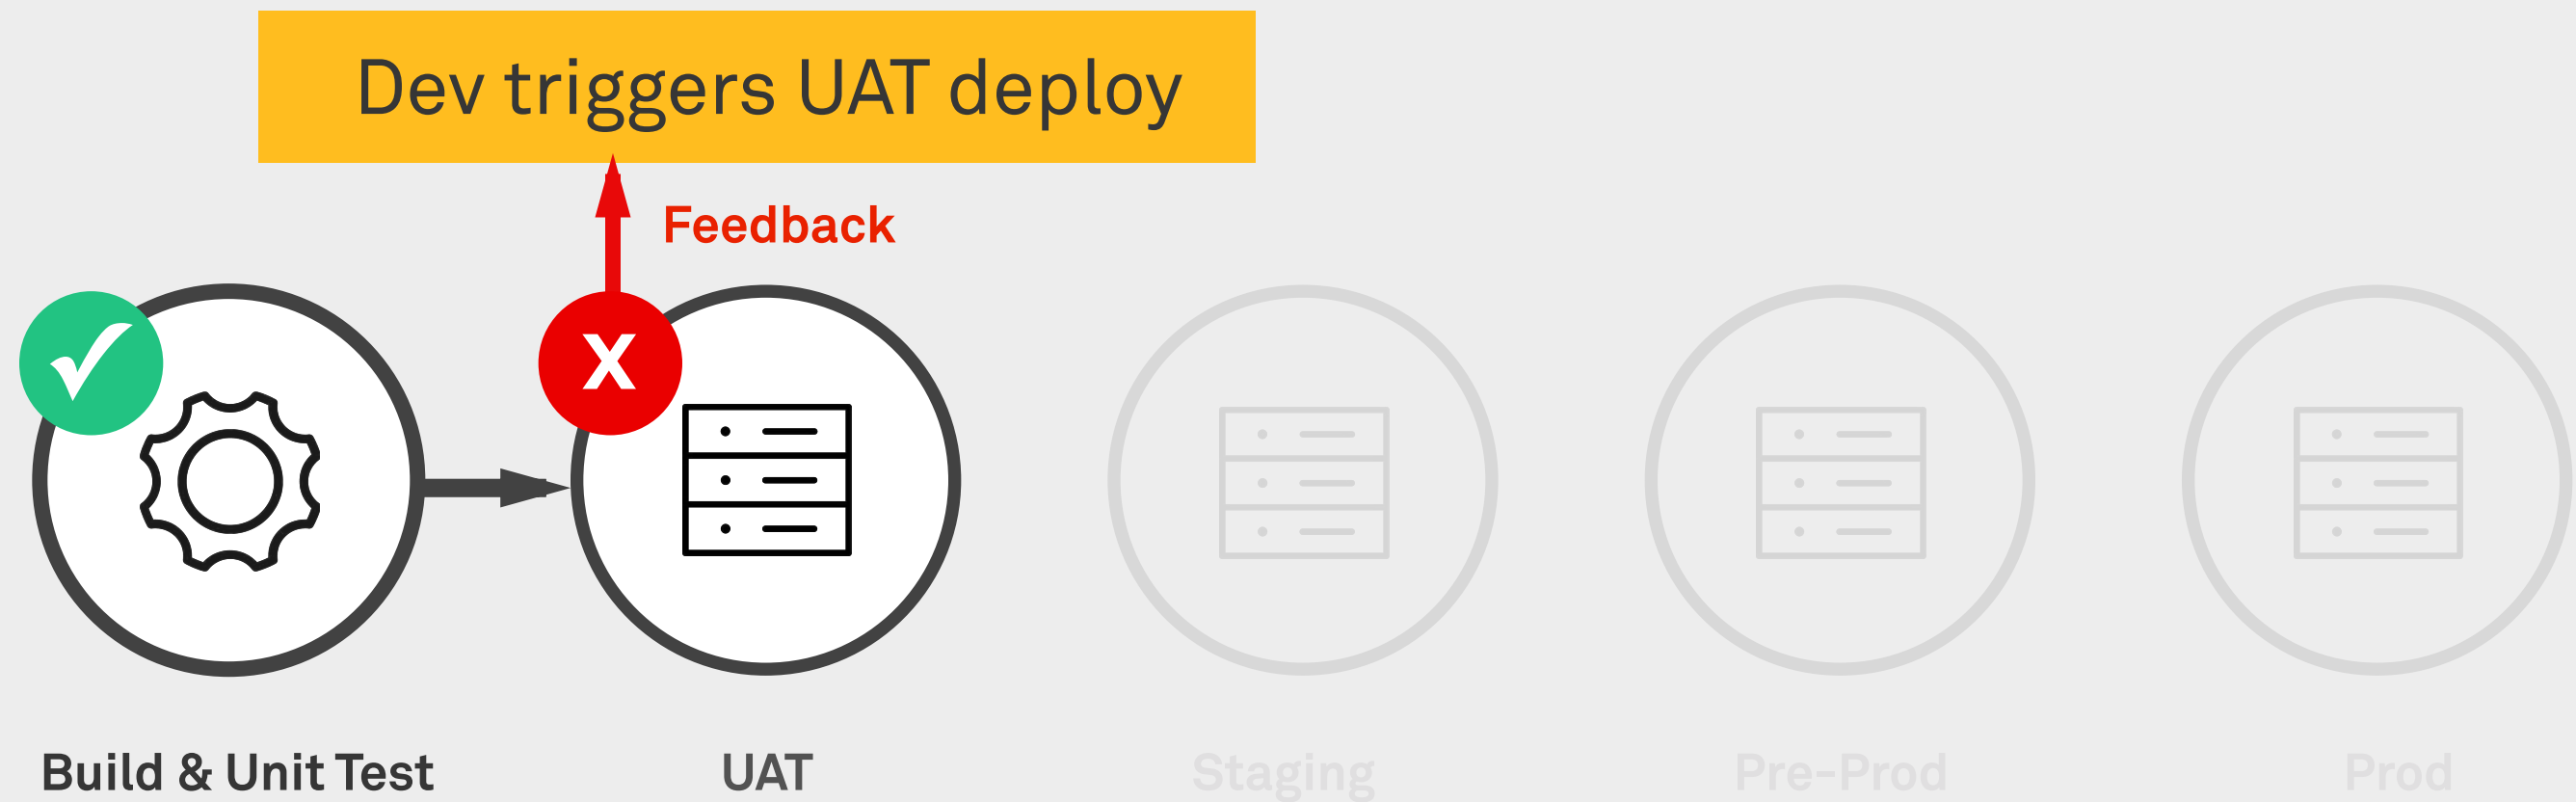 Dev triggers UAT deploy
Feedback
X
Build & Unit Test
UAT
Staging
Pre-Prod
Prod